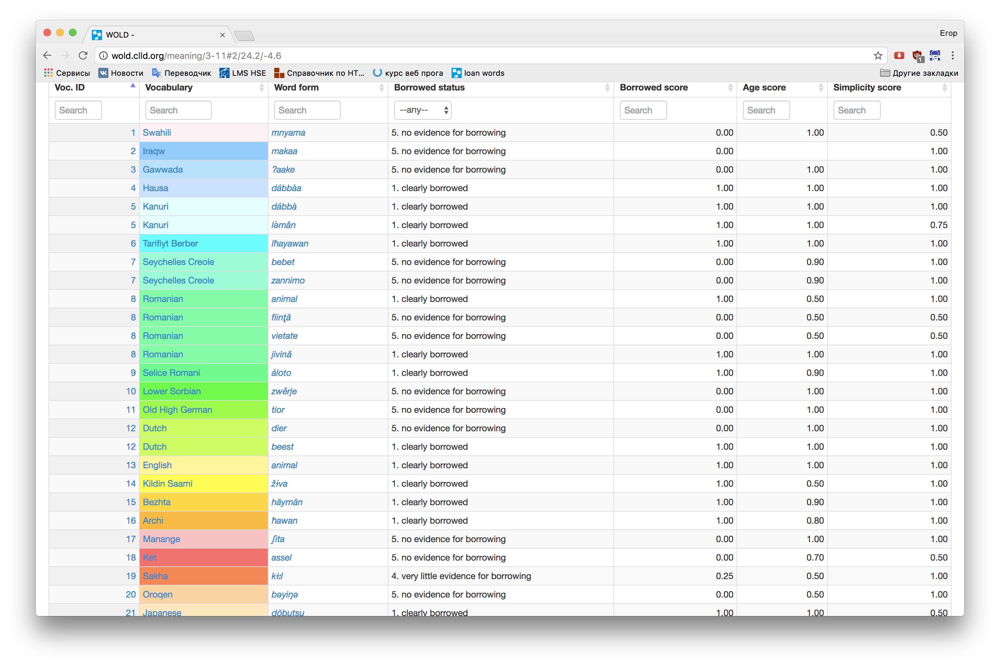 WOLD -
Егор
wold.clld.org/meaning/3-11#2/24.2/-4.6
1
Сервисы Новости Переводчик LMS HSE Справочник по HT... курс веб прога loan words Другие закладки
Voc. ID Vocabulary Word form Borrowed status Borrowed score Age score Simplicity score
Search Search Search --any-- Search Search Search
1 Swahili mnyama 5. no evidence for borrowing 0.00 1.00 0.50
2 Iraqw makaa 5. no evidence for borrowing 0.00 1.00
3 Gawwada ʔaake 5. no evidence for borrowing 0.00 1.00 1.00
4 Hausa dábbàa 1. clearly borrowed 1.00 1.00 1.00
5 Kanuri dábbà 1. clearly borrowed 1.00 1.00 1.00
5 Kanuri lə̀mân 1. clearly borrowed 1.00 1.00 0.75
6 Tarifiyt Berber lħayawan 1. clearly borrowed 1.00 1.00 1.00
7 Seychelles Creole bebet 5. no evidence for borrowing 0.00 0.90 1.00
7 Seychelles Creole zannimo 5. no evidence for borrowing 0.00 0.90 1.00
8 Romanian animal 1. clearly borrowed 1.00 0.50 1.00
8 Romanian fiinţă 5. no evidence for borrowing 0.00 0.50 0.50
8 Romanian vietate 5. no evidence for borrowing 0.00 0.50 0.50
8 Romanian jivină 1. clearly borrowed 1.00 1.00 1.00
9 Selice Romani áloto 1. clearly borrowed 1.00 0.90 1.00
10 Lower Sorbian zwěrje 5. no evidence for borrowing 0.00 1.00 1.00
11 Old High German tior 5. no evidence for borrowing 0.00 1.00 1.00
12 Dutch dier 5. no evidence for borrowing 0.00 1.00 1.00
12 Dutch beest 1. clearly borrowed 1.00 1.00 1.00
13 English animal 1. clearly borrowed 1.00 1.00 1.00
14 Kildin Saami žɨva 1. clearly borrowed 1.00 0.50 1.00
15 Bezhta häymän 1. clearly borrowed 1.00 0.90 1.00
16 Archi ħawan 1. clearly borrowed 1.00 0.80 1.00
17 Manange ʃita 5. no evidence for borrowing 0.00 1.00 1.00
18 Ket assel 5. no evidence for borrowing 0.00 0.70 0.50
19 Sakha kɨːl 4. very little evidence for borrowing 0.25 0.50 1.00
20 Oroqen bəyiŋə 5. no evidence for borrowing 0.00 0.50 1.00
21 Japanese dōbutsu 1. clearly borrowed 1.00 1.00 0.50